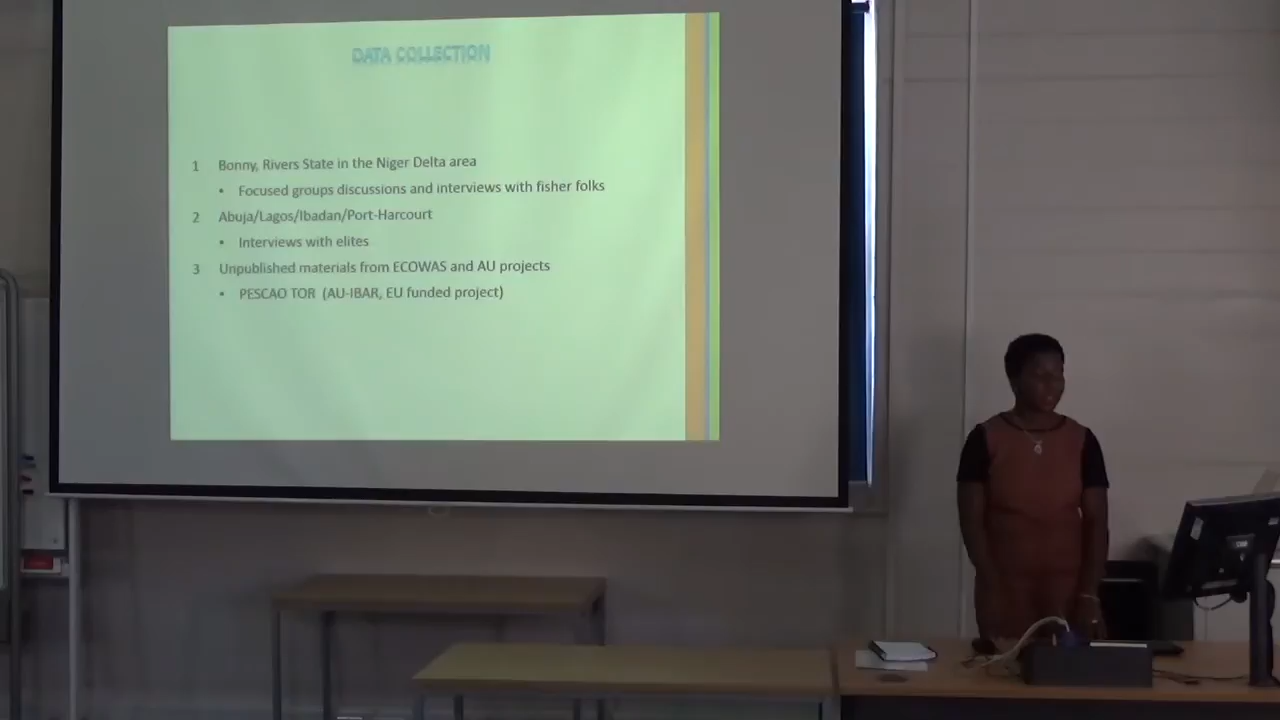 DATA COLLECTION
1 Bonny, Rivers State in the Niger Delta area
• Focused groups discussions and interviews with fisher folks
2 Abuja/Lagos/Ibadan/Port-Harcourt
• Interviews with elites
3 Unpublished materials from ECOWAS and AU projects
• PESCAO TOR (AU-IBAR, EU funded project)